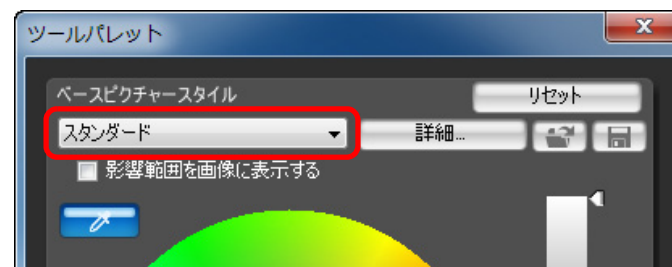 ツールパレット
ベースピクチャースタイル
リセット
スタンダード
詳細...
影響範囲を画像に表示する